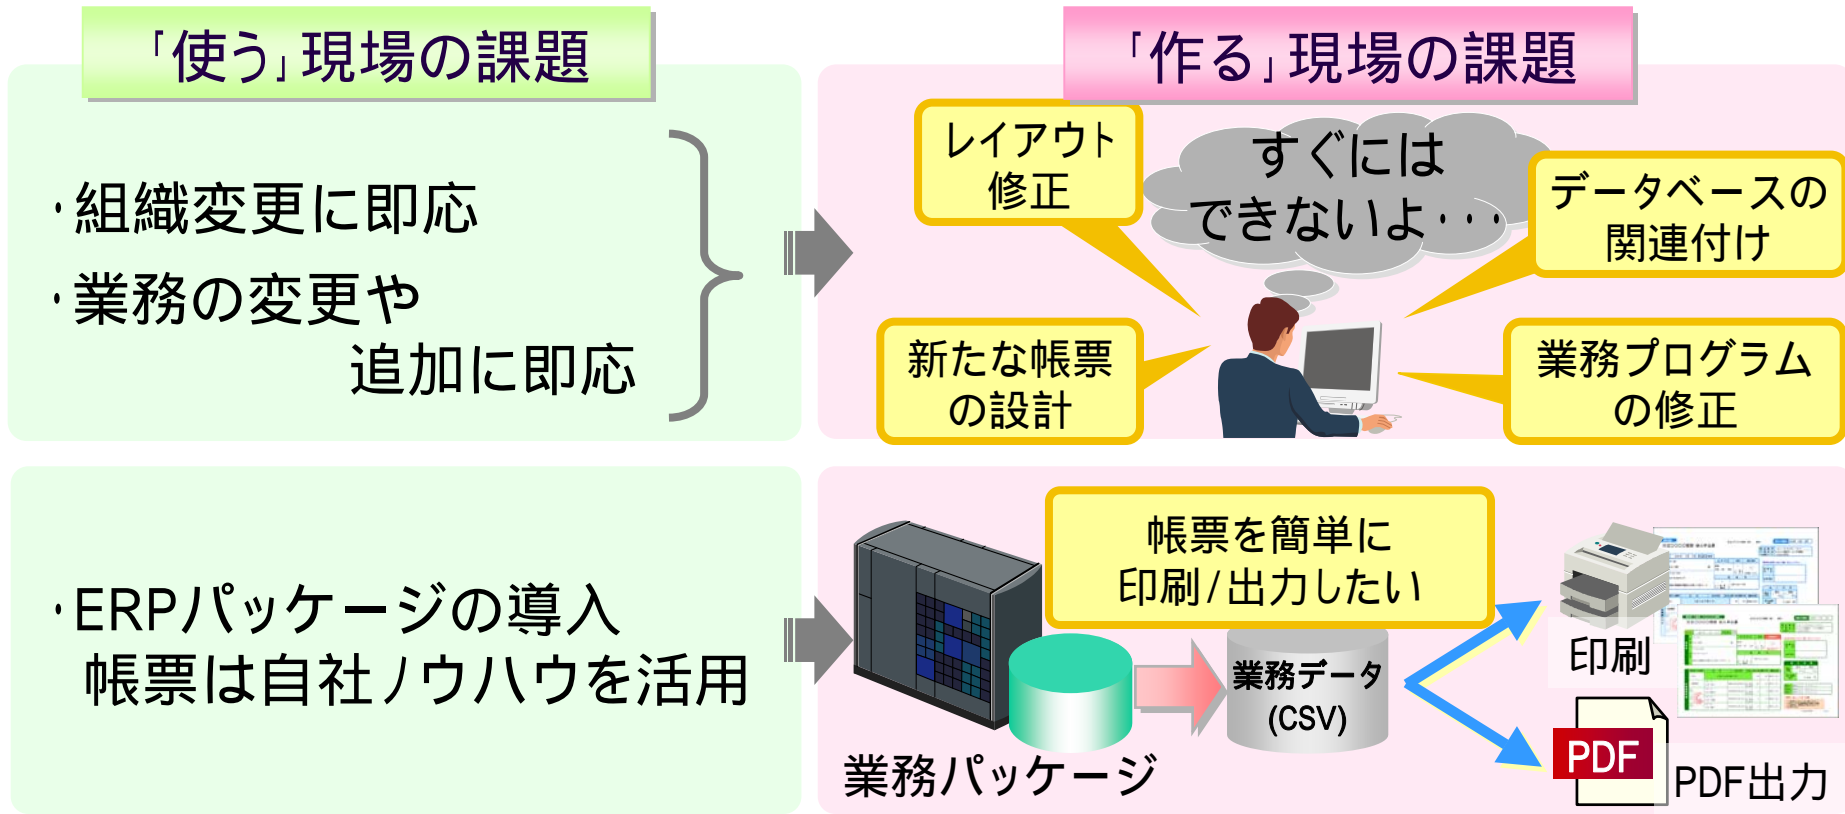 「使う」現場の課題
・組織変更に即応
・業務の変更や
追加に即応
「作る」現場の課題
レイアウト
修正
すぐには
できないよ・・・
データベースの
関連付け
新たな帳票
の設計
業務プログラム
の修正
・ERPパッケージの導入
帳票は自社ノウハウを活用
帳票を簡単に
印刷/出力したい
業務データ
(CSV)
業務パッケージ
印刷
PDF
PDF出力